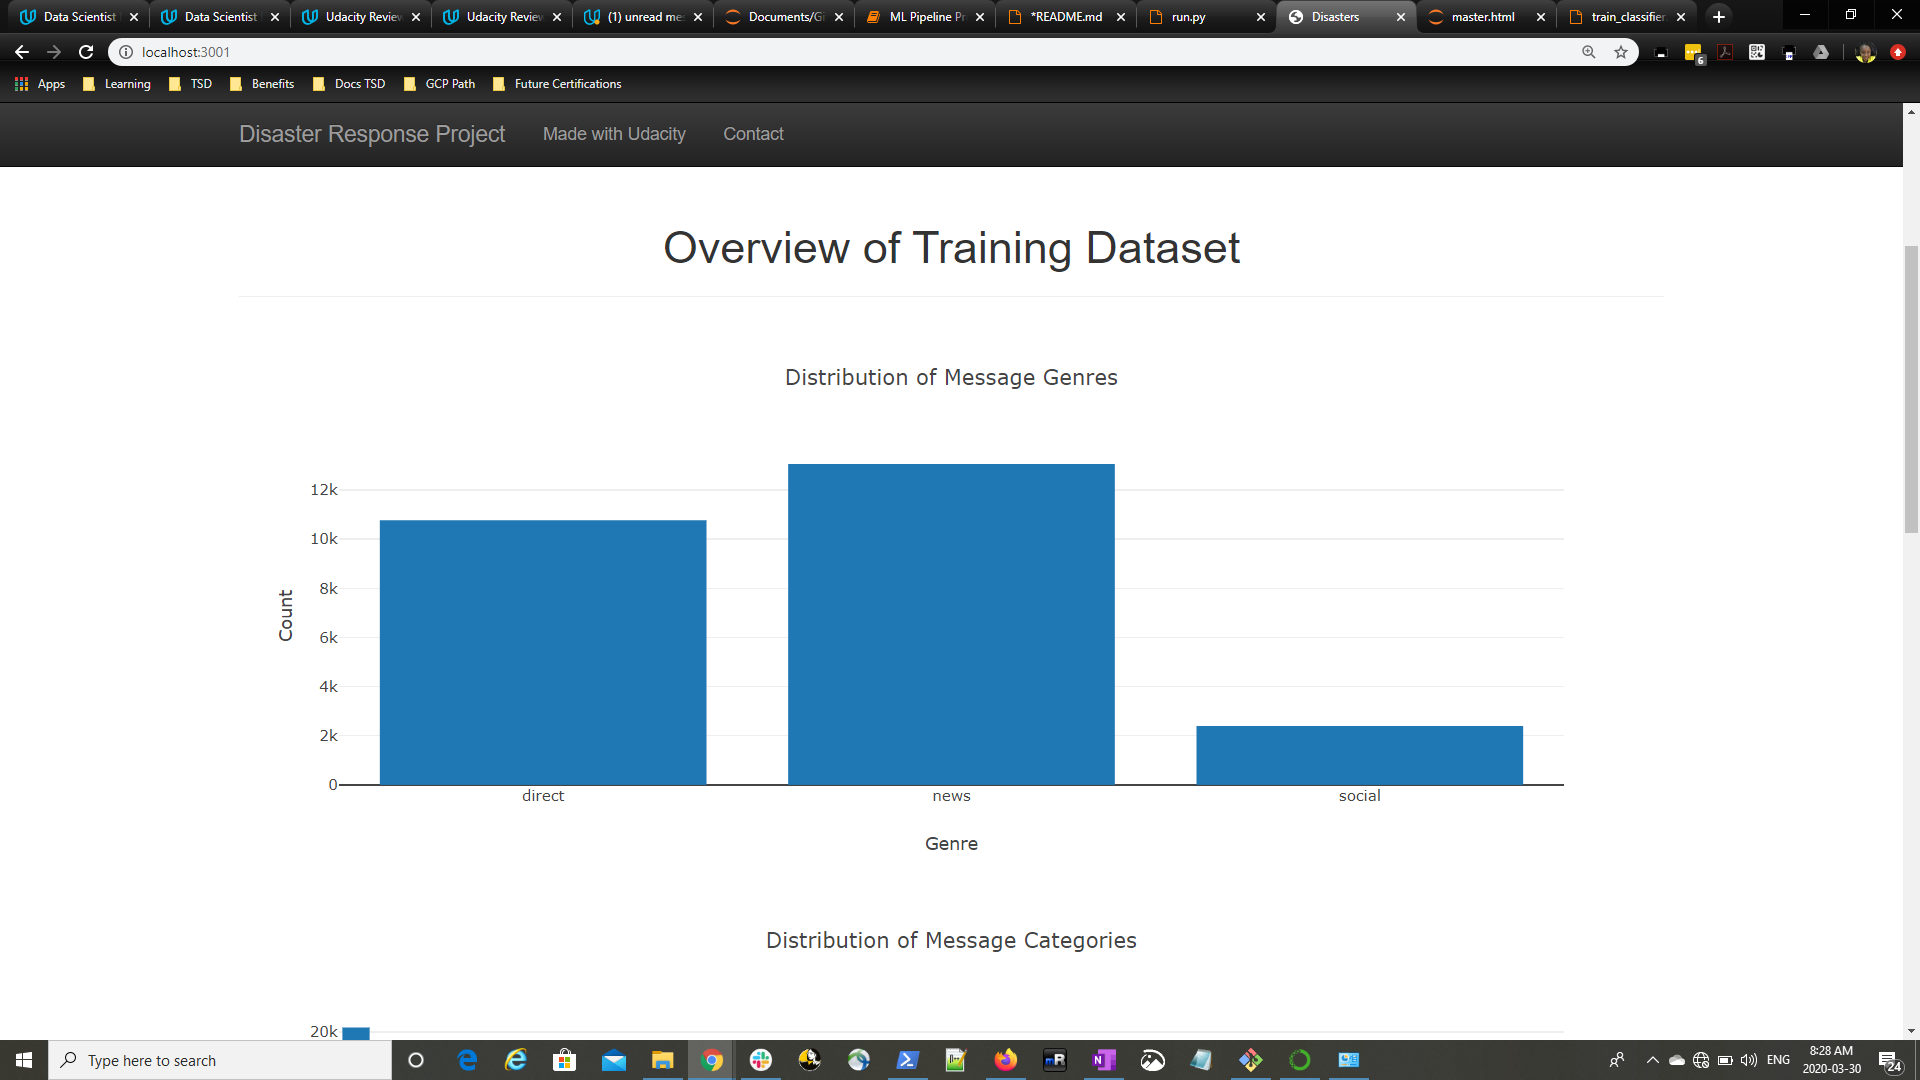 Data Scientist
Data Scientist
Udacity Review
Udacity Review
(1) unread me
Documents/Gi
ML Pipeline Pr
*README.md
run.py
Disasters
master.html
train_classifier
localhost:3001
6
Apps
Learning
TSD
Benefits
Docs TSD
GCP Path
Future Certifications
Disaster Response Project
Made with Udacity
Contact
Overview of Training Dataset
Distribution of Message Genres
12k
10k
8k
6k
4k
2k
0
Count
direct
news
social
Genre
Distribution of Message Categories
20k
Type here to search
mR
N
ENG
8:28 AM
2020-03-30
24